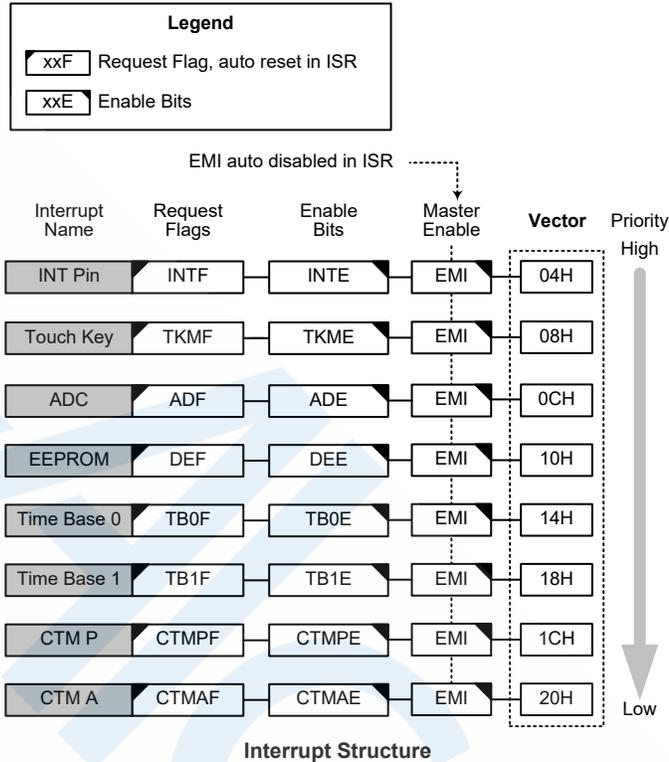 Legend
xxF Request Flag, auto reset in ISR
xxE Enable Bits
EMI auto disabled in ISR
Interrupt Name Request Flags Enable Bits Master Enable Vector Priority
High
INT Pin INTF INTE EMI 04H
Touch Key TKMF TKME EMI 08H
ADC ADF ADE EMI 0CH
EEPROM DEF DEE EMI 10H
Time Base 0 TB0F TB0E EMI 14H
Time Base 1 TB1F TB1E EMI 18H
CTM P CTMPF CTMPE EMI 1CH
CTM A CTMAF CTMAE EMI 20H
Low
Interrupt Structure